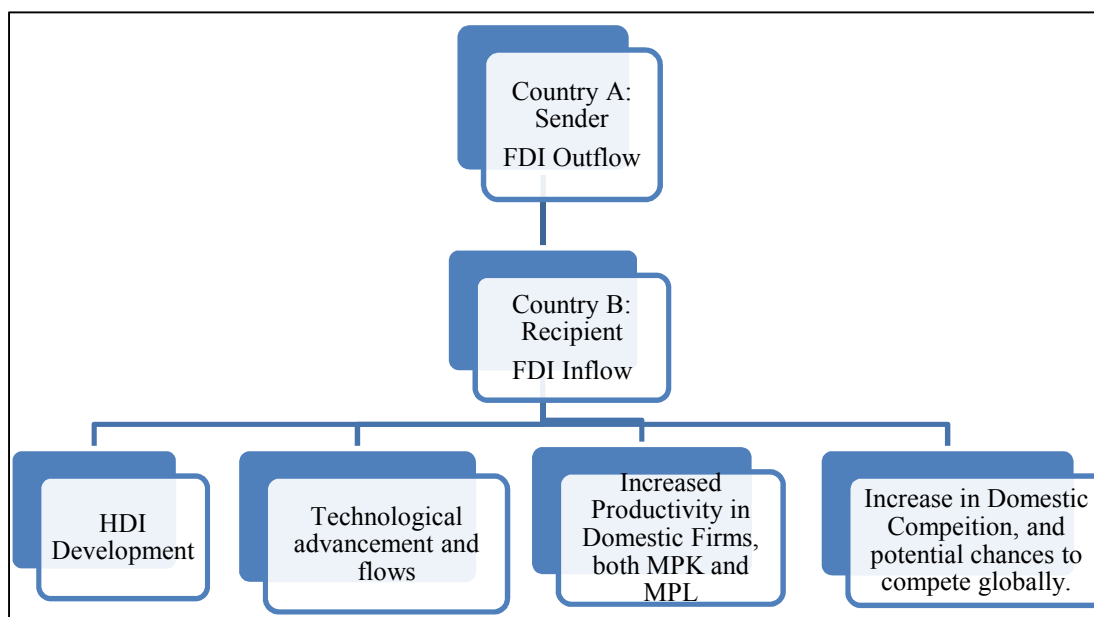 Country A:
Sender
FDI Outflow
Country B:
Recipient
FDI Inflow
HDI
Development
Technological
advancement and
flows
Increased
Productivity in
Domestic Firms,
both MPK and
MPL
Increase in Domestic
Compeition, and
potential chances to
compete globally.